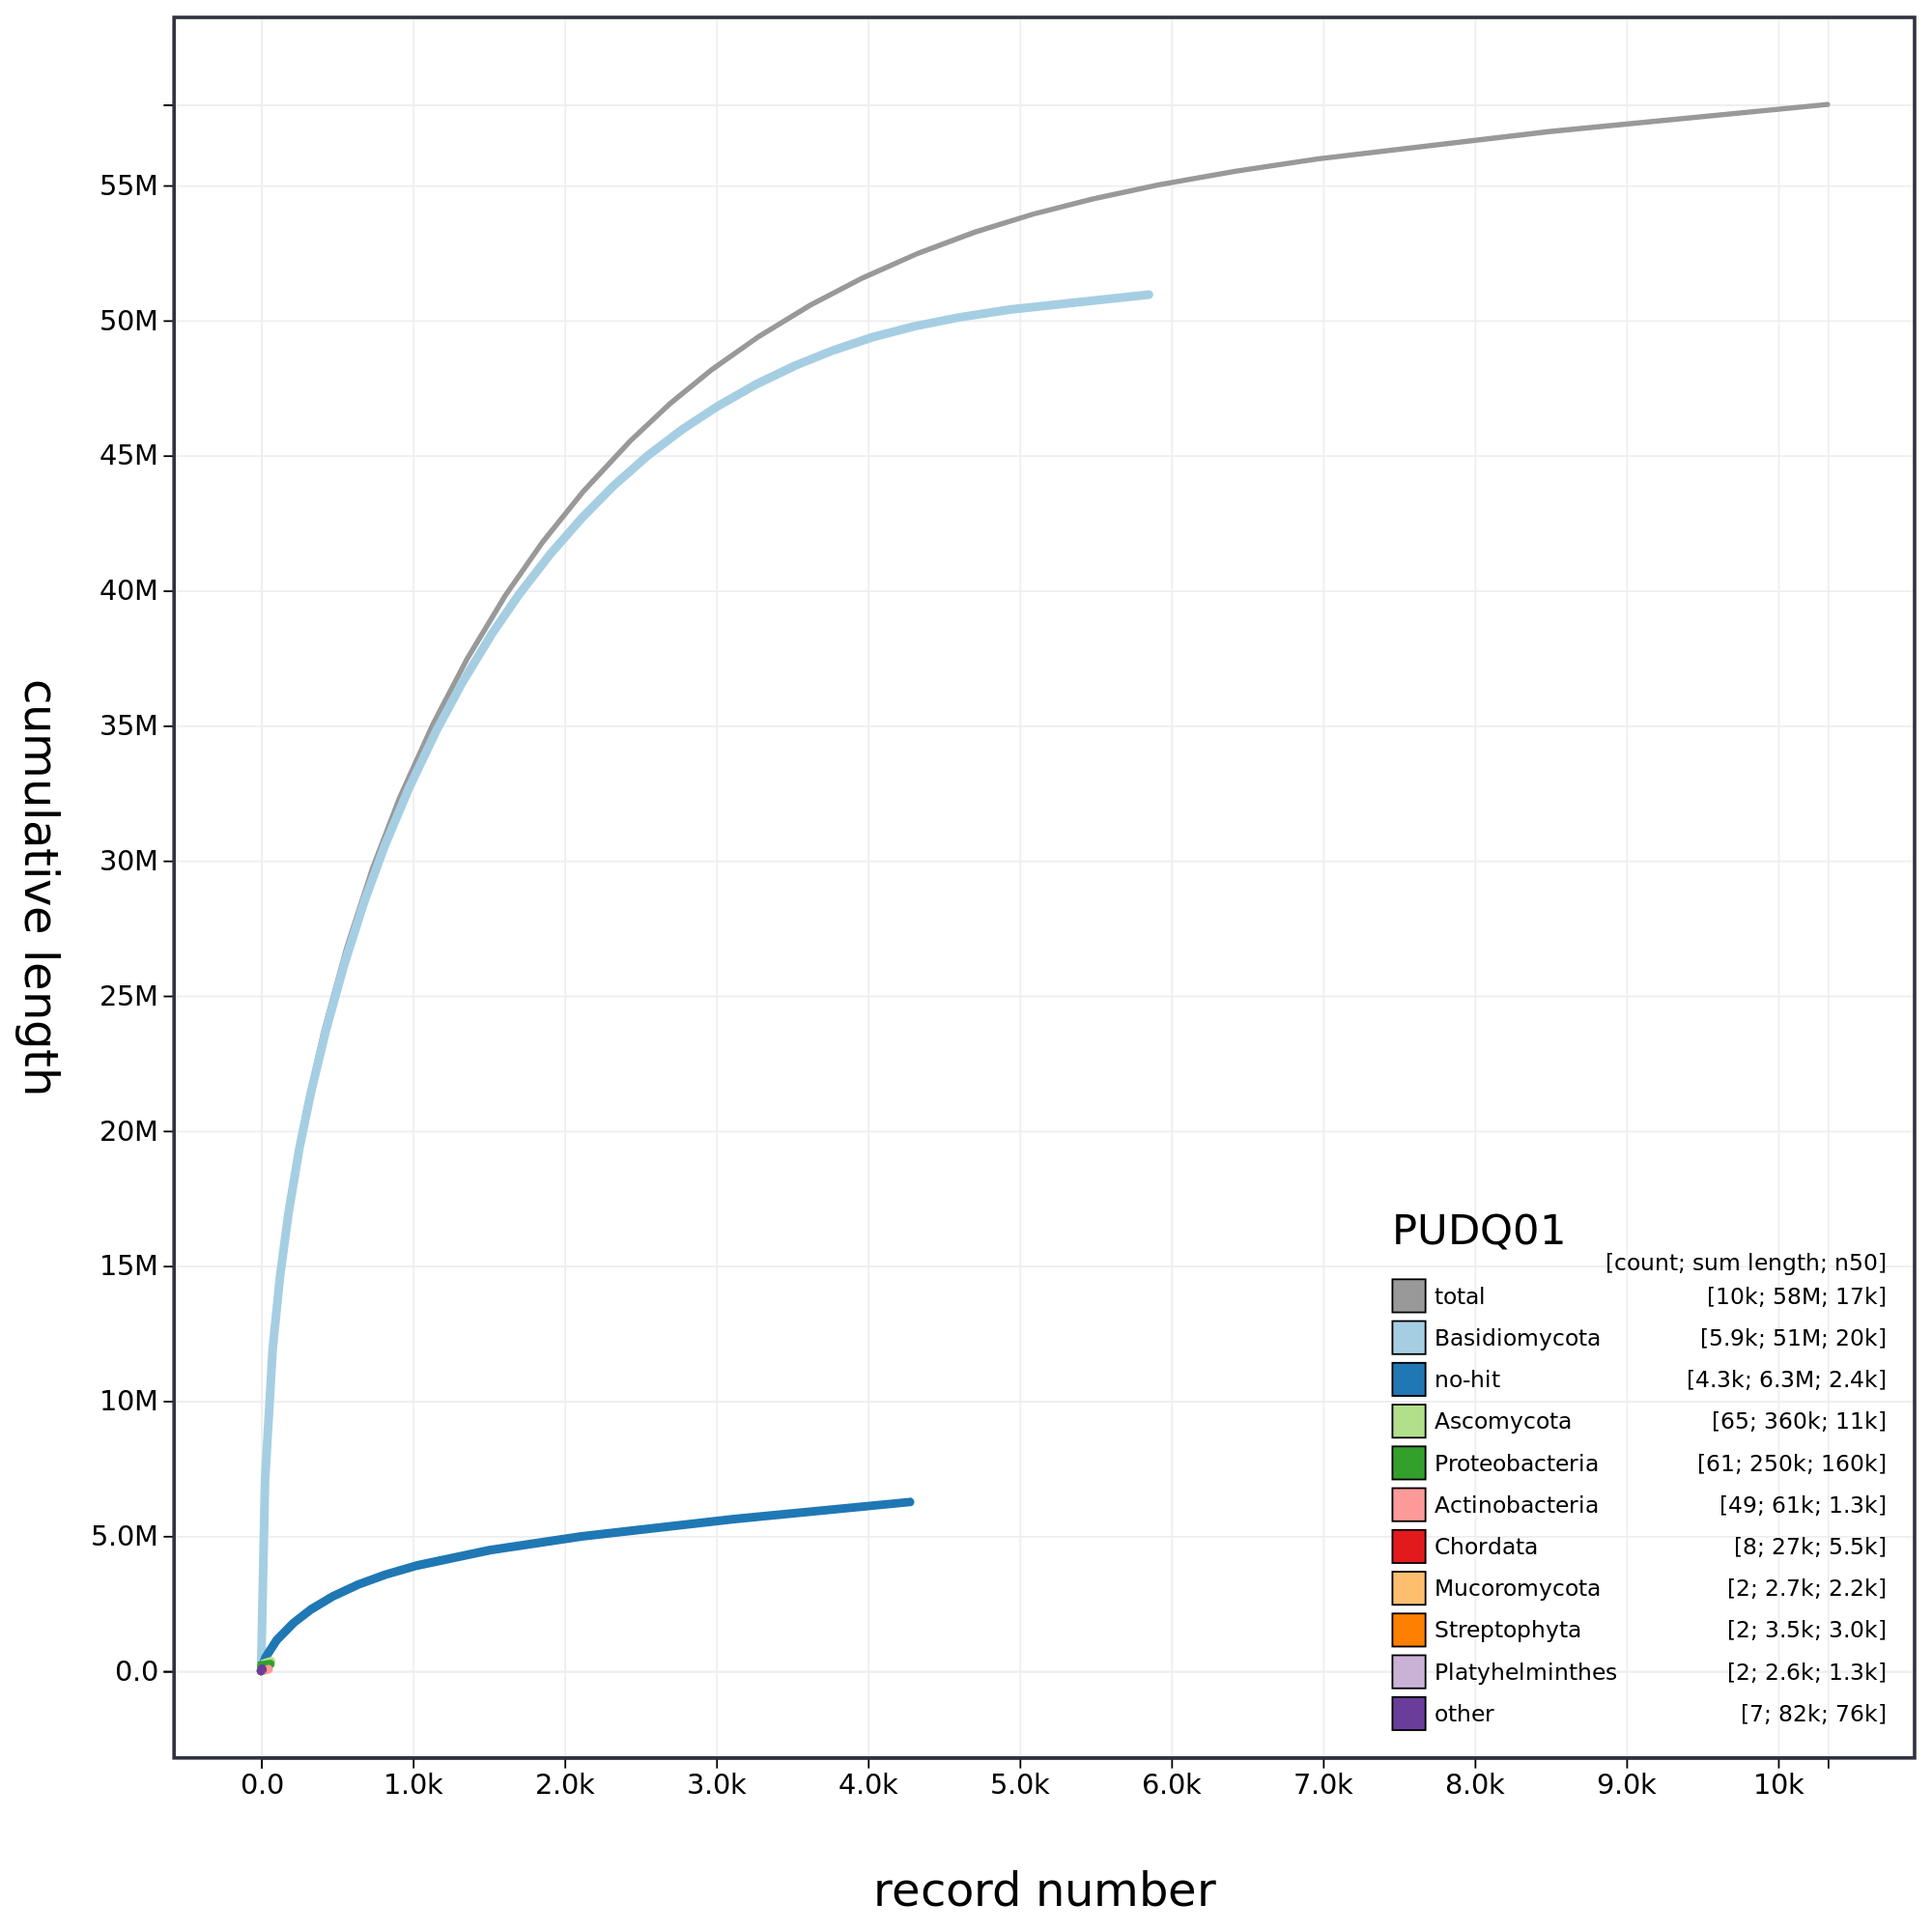 cumulative length
55M
50M
45M
40M
35M
30M
25M
20M
15M
10M
5.0M
0.0
PUDQ01
[count; sum length; n50]
total [10k; 58M; 17k]
Basidiomycota [5.9k; 51M; 20k]
no-hit [4.3k; 6.3M; 2.4k]
Ascomycota [65; 360k; 11k]
Proteobacteria [61; 250k; 160k]
Actinobacteria [49; 61k; 1.3k]
Chordata [8; 27k; 5.5k]
Mucoromycota [2; 2.7k; 2.2k]
Streptophyta [2; 3.5k; 3.0k]
Platyhelminthes [2; 2.6k; 1.3k]
other [7; 82k; 76k]
0.0 1.0k 2.0k 3.0k 4.0k 5.0k 6.0k 7.0k 8.0k 9.0k 10k
record number